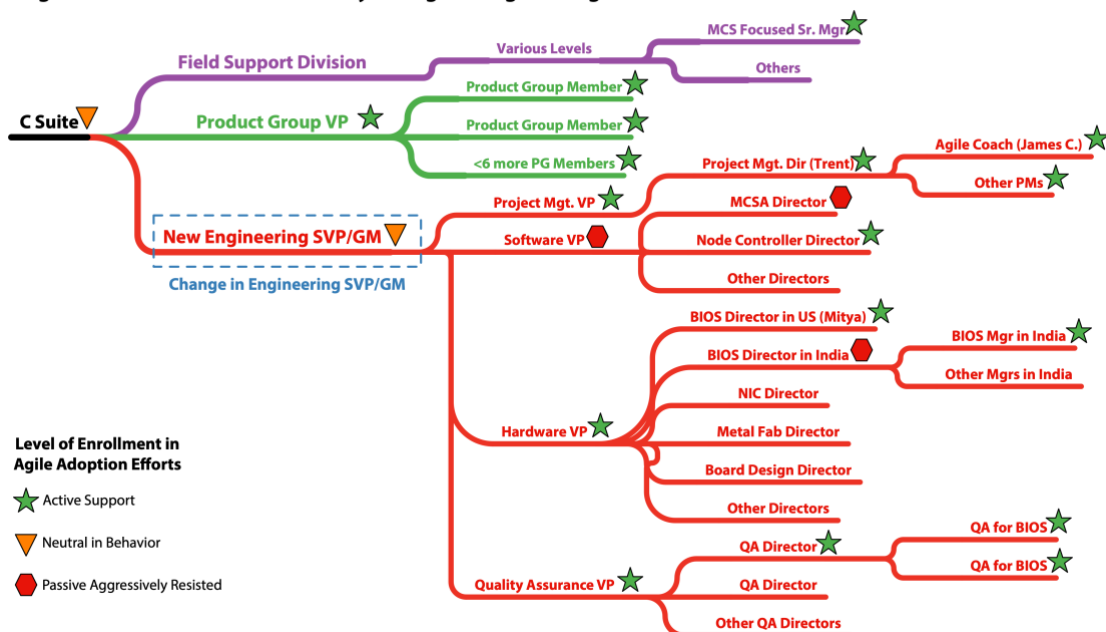 MCS Focused Sr. Mgr
Various Levels
Field Support Division
Others
Product Group Member
C Suite
Product Group VP
Product Group Member
Agile Coach (James C.)
<6 more PG Members
Project Mgt. Dir (Trent)
Other PMs
Project Mgt. VP
MCSA Director
New Engineering SVP/GM
Software VP
Node Controller Director
Change in Engineering SVP/GM
Other Directors
BIOS Director in US (Mitya)
BIOS Mgr in India
BIOS Director in India
Other Mgrs in India
NIC Director
Hardware VP
Metal Fab Director
Level of Enrollment in
Agile Adoption Efforts
Board Design Director
Active Support
Other Directors
QA for BIOS
Neutral in Behavior
QA Director
QA for BIOS
Passive Aggressively Resisted
Quality Assurance VP
QA Director
Other QA Directors